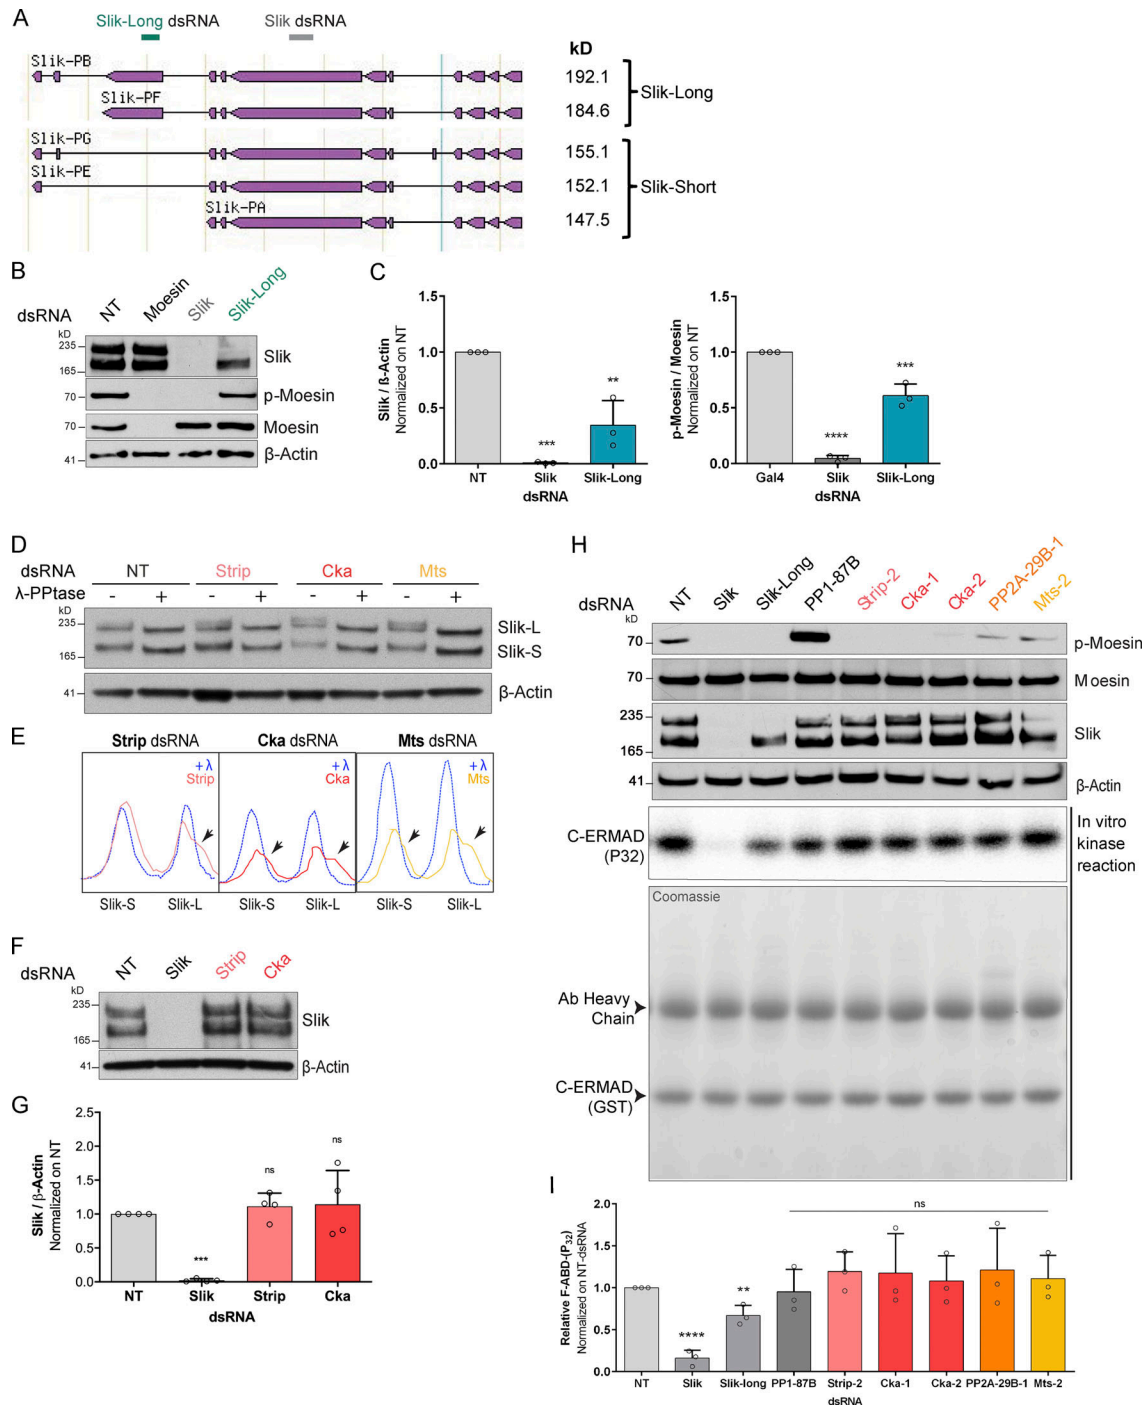 A
Slik-Long dsRNA
Slik dsRNA
kD
Slik-PB
192.1
Slik-PF
184.6
Slik-Long
Slik-PG
155.1
Slik-PE
152.1
Slik-Short
Slik-PA
147.5
B
dsRNA
NT
Moesin
Slik
Slik-Long
kD
235
165
Slik
70
p-Moesin
70
Moesin
41
β-Actin
C
Slik / ß-Actin
Normalized on NT
1.5
1.0
0.5
0.0
***
**
NT
Slik
Slik-Long
dsRNA
p-Moesin / Moesin
Normalized on NT
1.5
1.0
0.5
0.0
****
***
Gal4
Slik
Slik-Long
dsRNA
D
dsRNA
NT
Strip
Cka
Mts
λ-PPtase
- + - + - + - +
kD
235
165
Slik-L
Slik-S
41
β-Actin
E
Strip dsRNA
Cka dsRNA
Mts dsRNA
+λ
Strip
+λ
Cka
+λ
Mts
Slik-S
Slik-L
Slik-S
Slik-L
Slik-S
Slik-L
F
dsRNA
NT
Slik
Strip
Cka
kD
235
165
Slik
41
β-Actin
G
Slik / β-Actin
Normalized on NT
2.5
2.0
1.5
1.0
0.5
0.0
***
ns
ns
NT
Slik
Strip
Cka
dsRNA
H
dsRNA
NT
Slik
Slik-Long
PP1-87B
Strip-2
Cka-1
Cka-2
PP2A-29B-1
Mts-2
kD
70
p-Moesin
70
Moesin
235
165
Slik
41
β-Actin
C-ERMAD
(P32)
In vitro
kinase
reaction
Coomassie
Ab Heavy
Chain
C-ERMAD
(GST)
I
Relative F-ABD-(P32)
Normalized on NT-dsRNA
2.0
1.5
1.0
0.5
0.0
****
**
ns
NT
Slik
Slik-long
PP1-87B
Strip-2
Cka-1
Cka-2
PP2A-29B-1
Mts-2
dsRNA